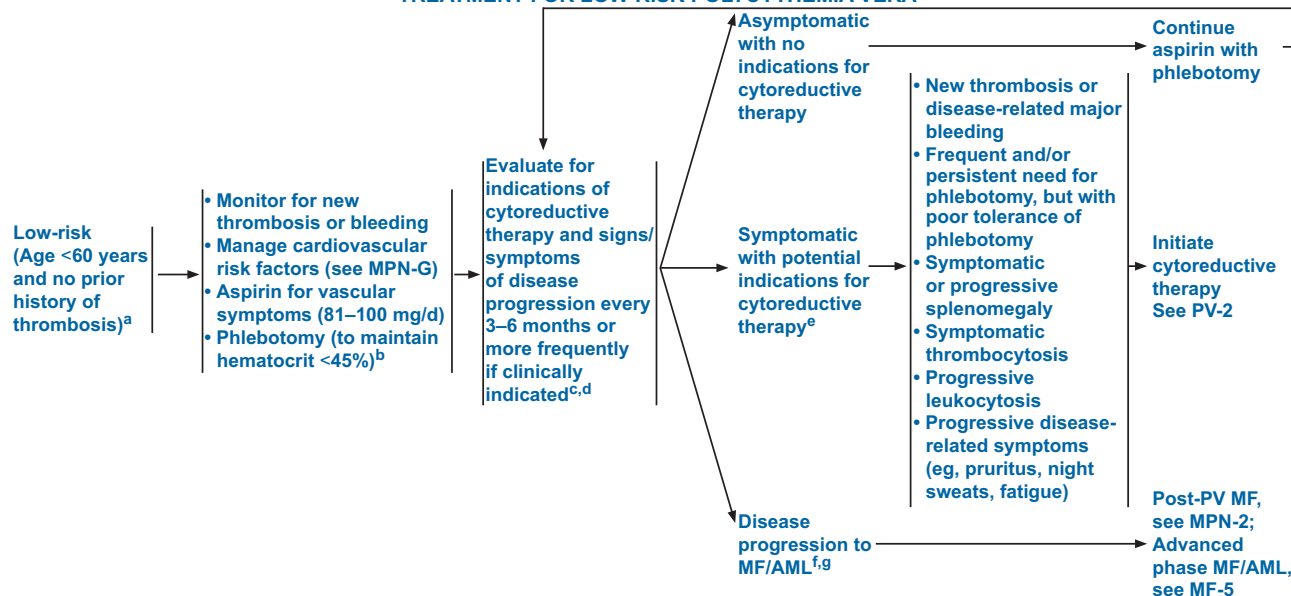 TREATMENT FOR LOW-RISK POLYCYTHEMIA VERA
Low-risk
(Age <60 years
and no prior
history of
thrombosis)a
• Monitor for new
thrombosis or bleeding
• Manage cardiovascular
risk factors (see MPN-G)
• Aspirin for vascular
symptoms (81–100 mg/d)
• Phlebotomy (to maintain
hematocrit <45%)b
Evaluate for
indications of
cytoreductive
therapy and signs/
symptoms
of disease
progression every
3–6 months or
more frequently
if clinically
indicatedc,d
Asymptomatic
with no
indications for
cytoreductive
therapy
Continue
aspirin with
phlebotomy
Symptomatic
with potential
indications for
cytoreductive
therapye
• New thrombosis or
disease-related major
bleeding
• Frequent and/or
persistent need for
phlebotomy, but with
poor tolerance of
phlebotomy
• Symptomatic
or progressive
splenomegaly
• Symptomatic
thrombocytosis
• Progressive
leukocytosis
• Progressive disease-
related symptoms
(eg, pruritus, night
sweats, fatigue)
Initiate
cytoreductive
therapy
See PV-2
Disease
progression to
MF/AMLf,g
Post-PV MF,
see MPN-2;
Advanced
phase MF/AML,
see MF-5